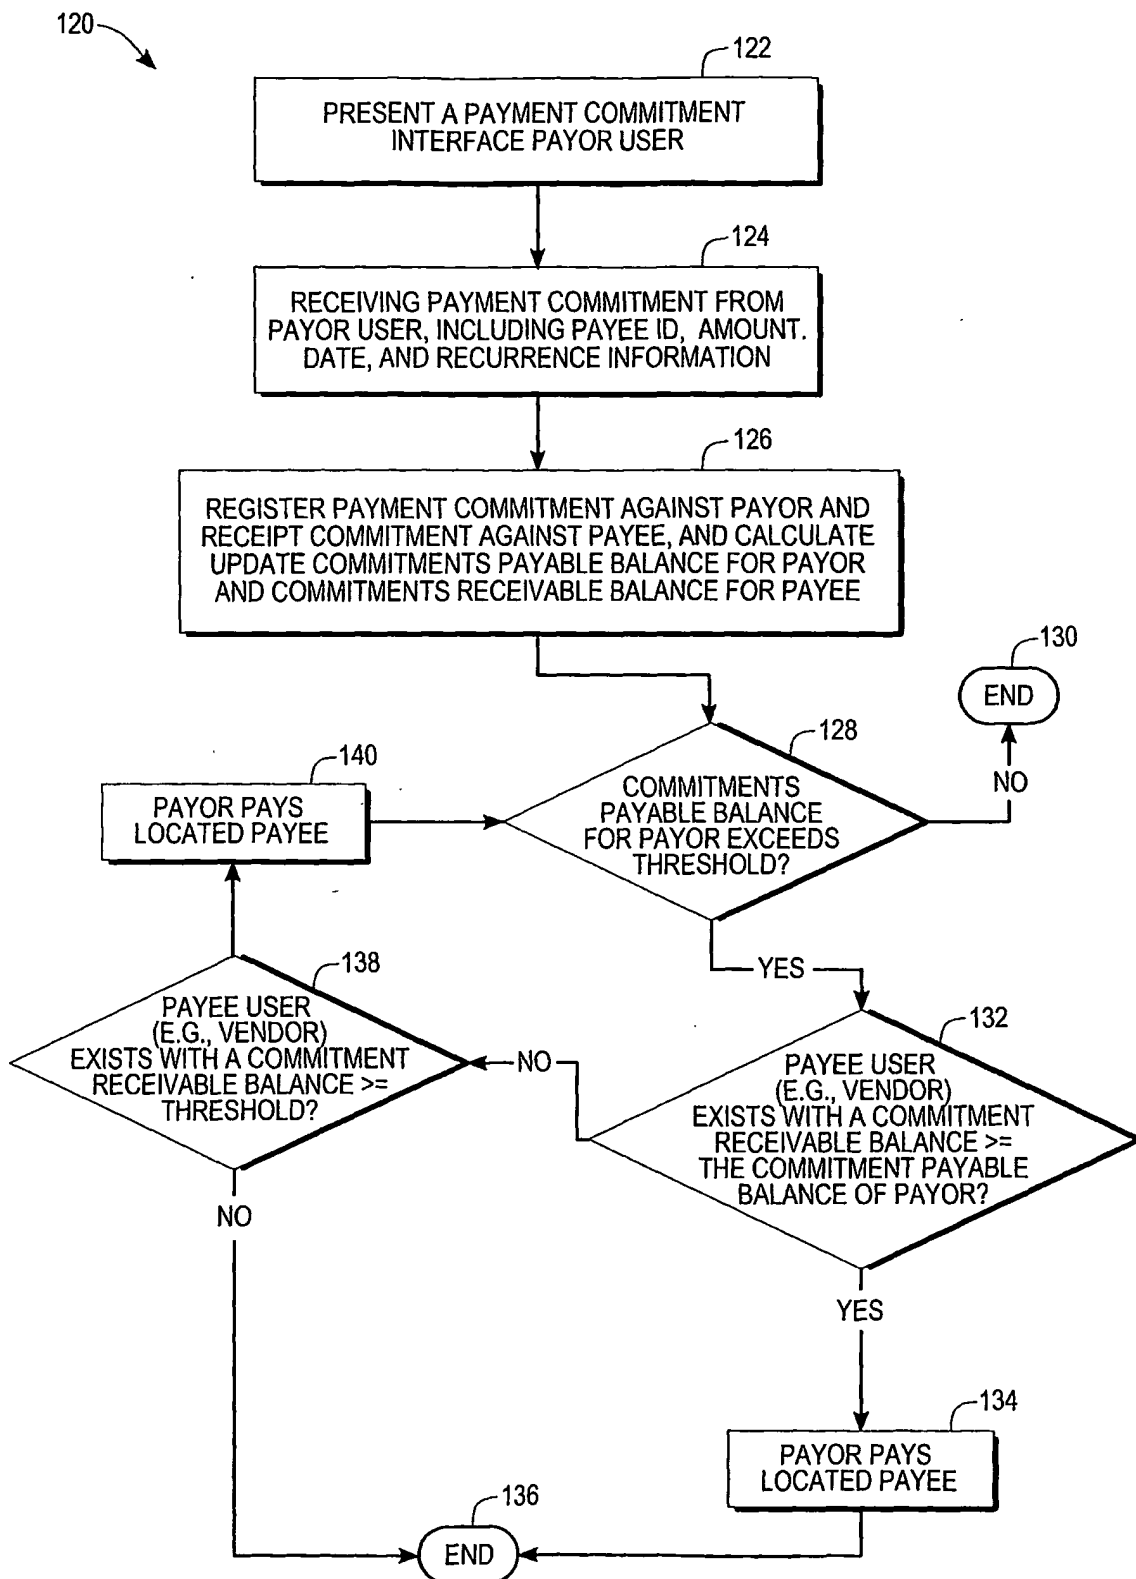 120
122
PRESENT A PAYMENT COMMITMENT
INTERFACE PAYOR USER
124
RECEIVING PAYMENT COMMITMENT FROM
PAYOR USER, INCLUDING PAYEE ID, AMOUNT.
DATE, AND RECURRENCE INFORMATION
126
REGISTER PAYMENT COMMITMENT AGAINST PAYOR AND
RECEIPT COMMITMENT AGAINST PAYEE, AND CALCULATE
UPDATE COMMITMENTS PAYABLE BALANCE FOR PAYOR
AND COMMITMENTS RECEIVABLE BALANCE FOR PAYEE
130
END
NO
128
COMMITMENTS
PAYABLE BALANCE
FOR PAYOR EXCEEDS
THRESHOLD?
140
PAYOR PAYS
LOCATED PAYEE
YES
138
PAYEE USER
(E.G., VENDOR)
EXISTS WITH A COMMITMENT
RECEIVABLE BALANCE >=
THRESHOLD?
NO
132
PAYEE USER
(E.G., VENDOR)
EXISTS WITH A COMMITMENT
RECEIVABLE BALANCE >=
THE COMMITMENT PAYABLE
BALANCE OF PAYOR?
NO
YES
134
PAYOR PAYS
LOCATED PAYEE
136
END